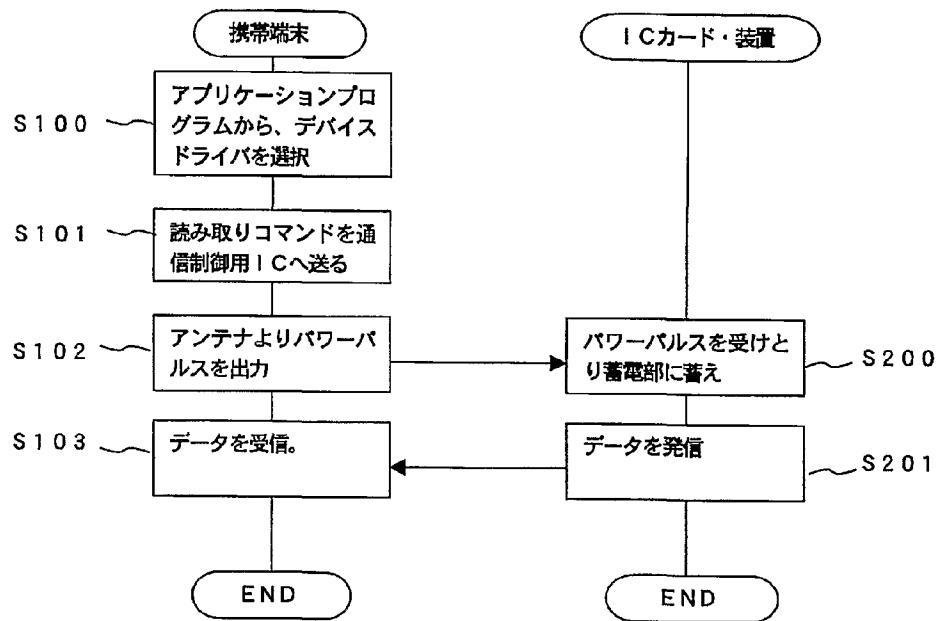 携帯端末
ICカード・装置
S100
アプリケーションプロ
グラムから、デバイス
ドライバを選択
S101
読み取りコマンドを通
信制御用ICへ送る
S102
アンテナよりパワーパ
ルスを出力
パワーパルスを受けと
り蓄電部に蓄え
S200
S103
データを受信。
データを発信
S201
END
END